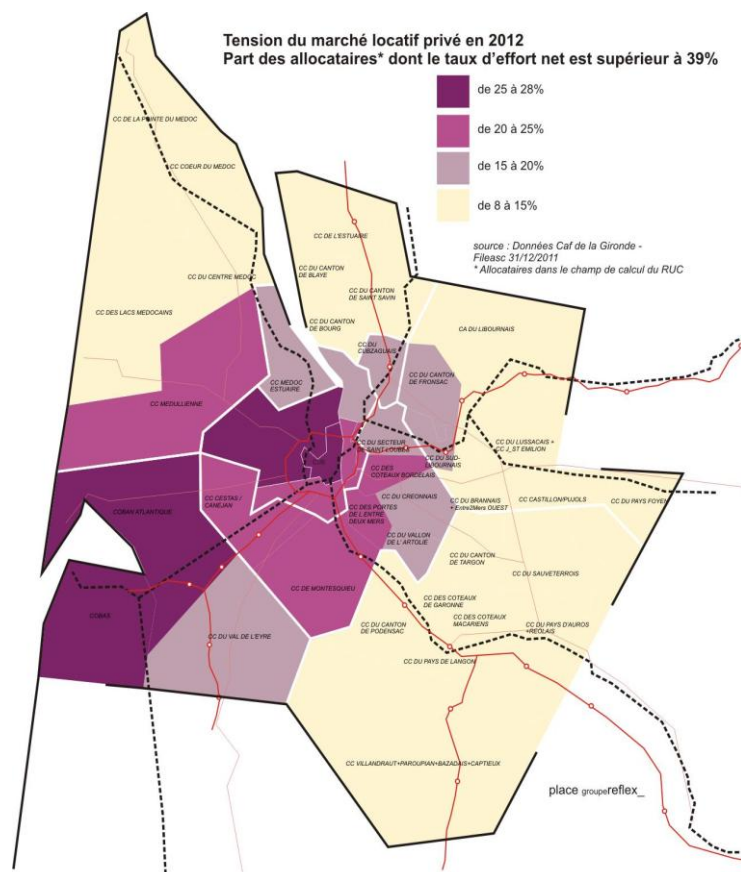 Tension du marché locatif privé en 2012
Part des allocataires* dont le taux d'effort net est supérieur à 39%
de 25 à 28%
de 20 à 25%
de 15 à 20%
de 8 à 15%
source : Données Caf de la Gironde -
Fileasc 31/12/2011
* Allocataires dans le champ de calcul du RUC
CC DE LA POINTE DU MEDOC
CC COEUR DU MEDOC
CC DU CENTRE MEDOC
CC DES LACS MEDOCAINS
CC DE L'ESTUAIRE
CC DU CANTON
DE BLAYE
CC DU CANTON
DE SAINT SAVIN
CC DU CANTON
DE BOURG
CC DU
CUBZAGUAIS
CA DU LIBOURNAIS
CC DU CANTON
DE FRONSAC
CC MEDOC
ESTUAIRE
CC MEDULLIENNE
CC DU SECTEUR
DE SAINT LOUBES
CC DU SUD-
LIBOURNAIS
CC DU LUSSACAIS +
CC J_ST EMILION
CC DES
COTEAUX BORDELAIS
CC CESTAS /
CANEJAN
COBAN ATLANTIQUE
CC DES PORTES
DE L'ENTRE
DEUX MERS
CC DU CREONNAIS
CC DU BRANNAIS
+ Entre2Mers OUEST
CC CASTILLON/PUJOLS
CC DU PAYS FOYEN
CC DU VALLON
DE L' ARTOLIE
CC DU CANTON
DE TARGON
CC DU SAUVETERROIS
CC DE MONTESQUIEU
CC DES COTEAUX
DE GARONNE
CC DES COTEAUX
MACARIENS
CC DU PAYS D'AUROS
+REOLAIS
COBAS
CC DU VAL DE L'EYRE
CC DU CANTON
DE PODENSAC
CC DU PAYS DE LANGON
CC VILLANDRAUT+PAROUPIAN+BAZADAIS+CAPTIEUX
place groupereflex_